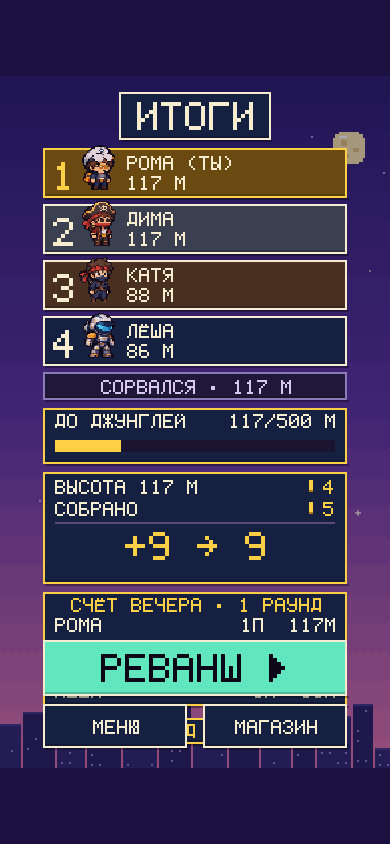 ИТОГИ
1 РОМА (ТЫ)
117 М
2 ДИМА
117 М
3 КАТЯ
88 М
4 ЛЁША
86 М
СОРВАЛСЯ • 117 М
ДО ДЖУНГЛЕЙ 117/500 М
ВЫСОТА 117 М 4
СОБРАНО 5
+9 → 9
СЧЁТ ВЕЧЕРА • 1 РАУНД
РОМА 1П 117М
РЕВАНШ
МЕНЮ МАГАЗИН